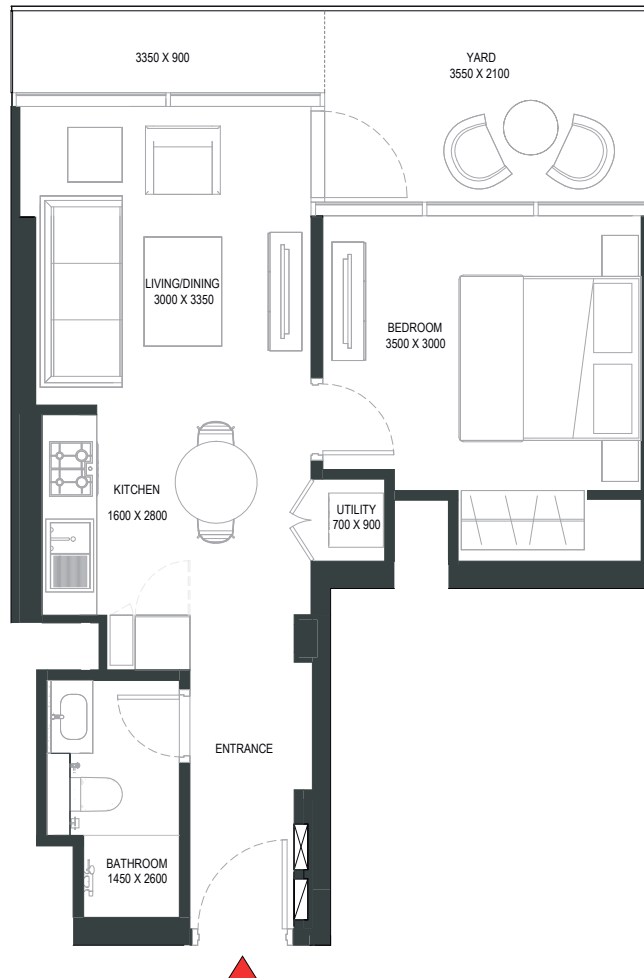 3350 X 900
YARD
3550 X 2100
LIVING/DINING
3000 X 3350
BEDROOM
3500 X 3000
KITCHEN
1600 X 2800
UTILITY
700 X 900
ENTRANCE
BATHROOM
1450 X 2600